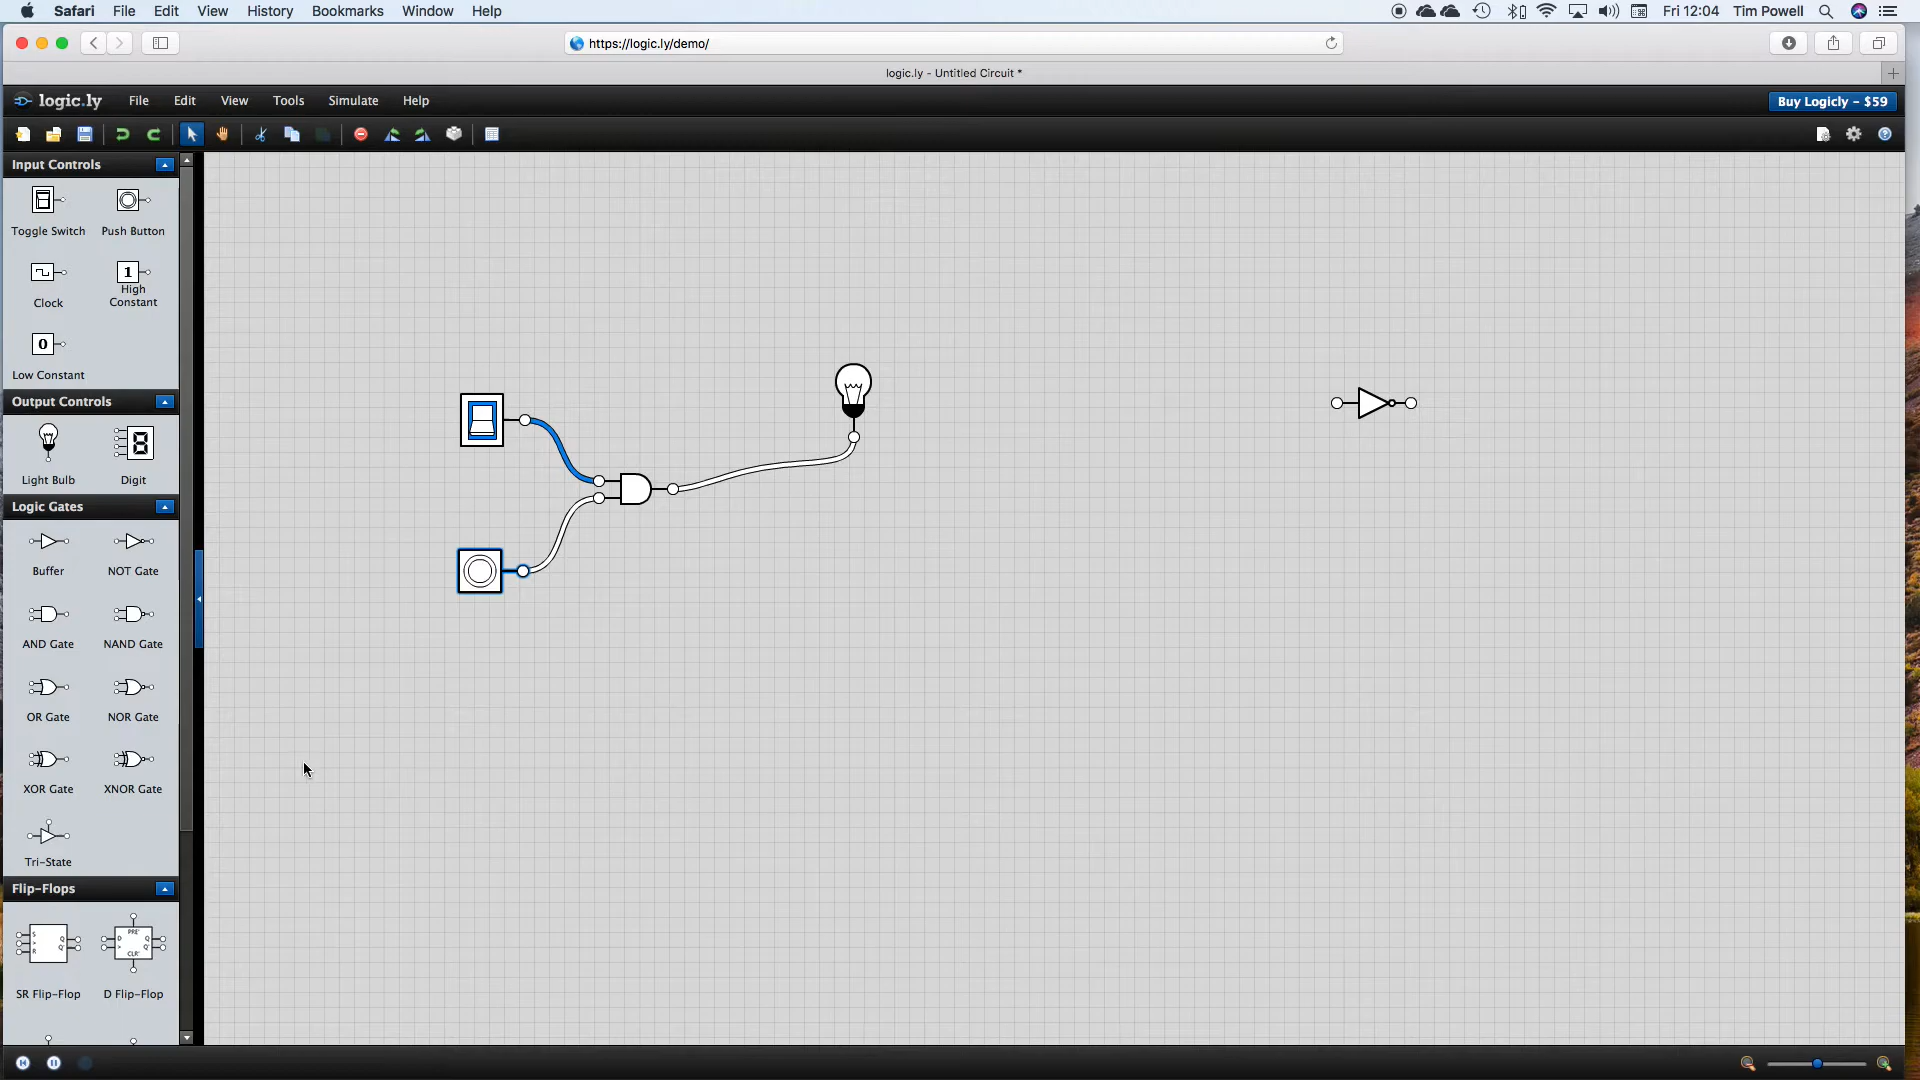 Safari File Edit View History Bookmarks Window Help Fri 12:04 Tim Powell
https://logic.ly/demo/
logic.ly - Untitled Circuit *
logic.ly File Edit View Tools Simulate Help Buy Logicly – $59
Input Controls
Toggle Switch Push Button
1
Clock High Constant
0
Low Constant
Output Controls
8
Light Bulb Digit
Logic Gates
Buffer NOT Gate
AND Gate NAND Gate
OR Gate NOR Gate
XOR Gate XNOR Gate
Tri-State
Flip-Flops
S > R Q Q' PRE' D > Q Q' CLR'
SR Flip-Flop D Flip-Flop